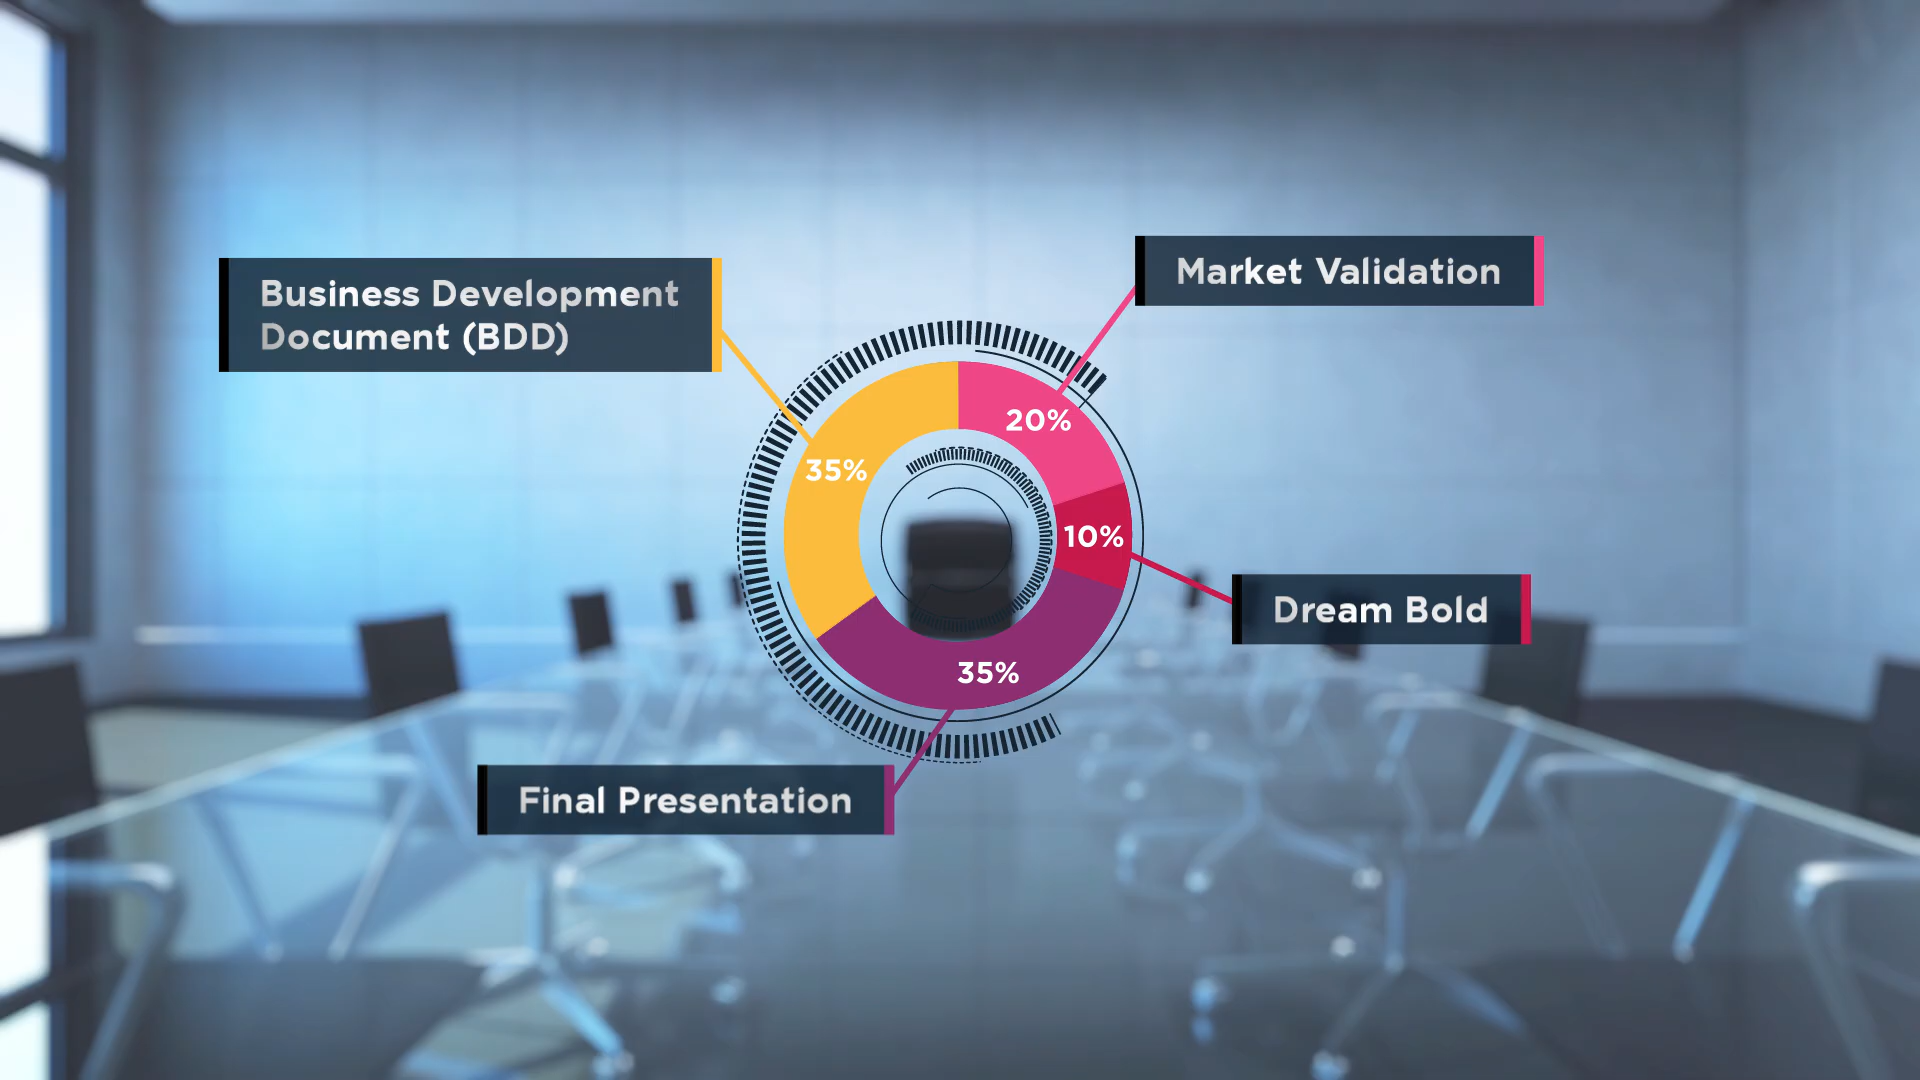 Market Validation
Business Development
Document (BDD)
20%
35%
10%
Dream Bold
35%
Final Presentation